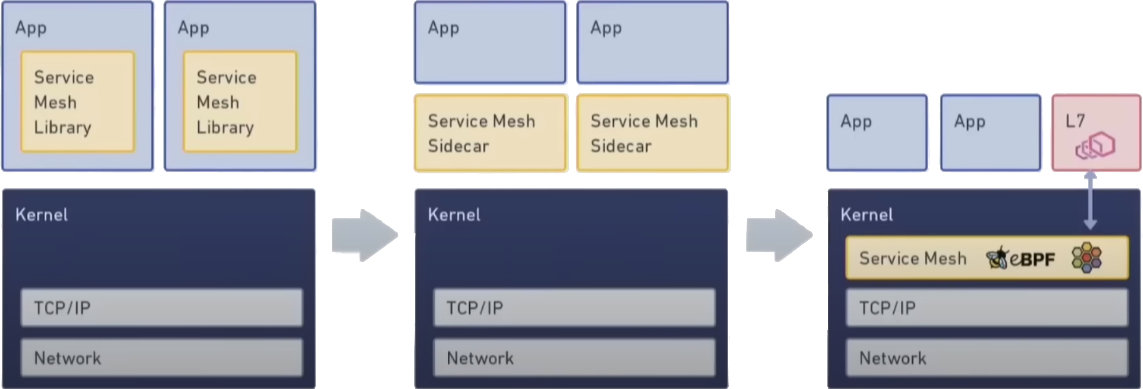 App
Service
Mesh
Library
App
Service
Mesh
Library
Kernel
TCP/IP
Network
App
App
Service Mesh
Sidecar
Service Mesh
Sidecar
Kernel
TCP/IP
Network
App
App
L7
Kernel
Service Mesh
eBPF
TCP/IP
Network